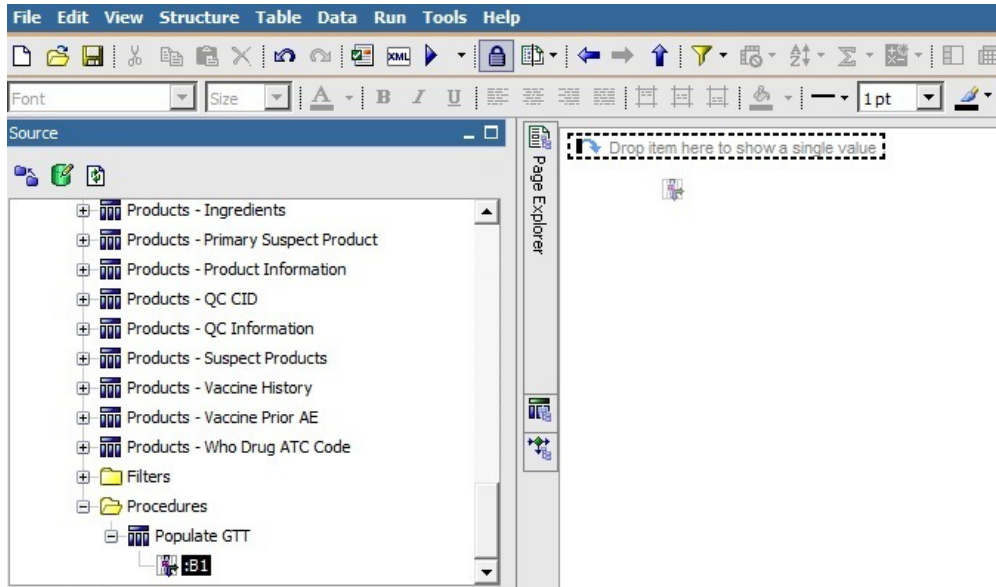 File Edit View Structure Table Data Run Tools Help
XML
Font Size A B I U 1 pt
Source
Products - Ingredients
Products - Primary Suspect Product
Products - Product Information
Products - QC CID
Products - QC Information
Products - Suspect Products
Products - Vaccine History
Products - Vaccine Prior AE
Products - Who Drug ATC Code
Filters
Procedures
Populate GTT
:B1
Page Explorer
Drop item here to show a single value